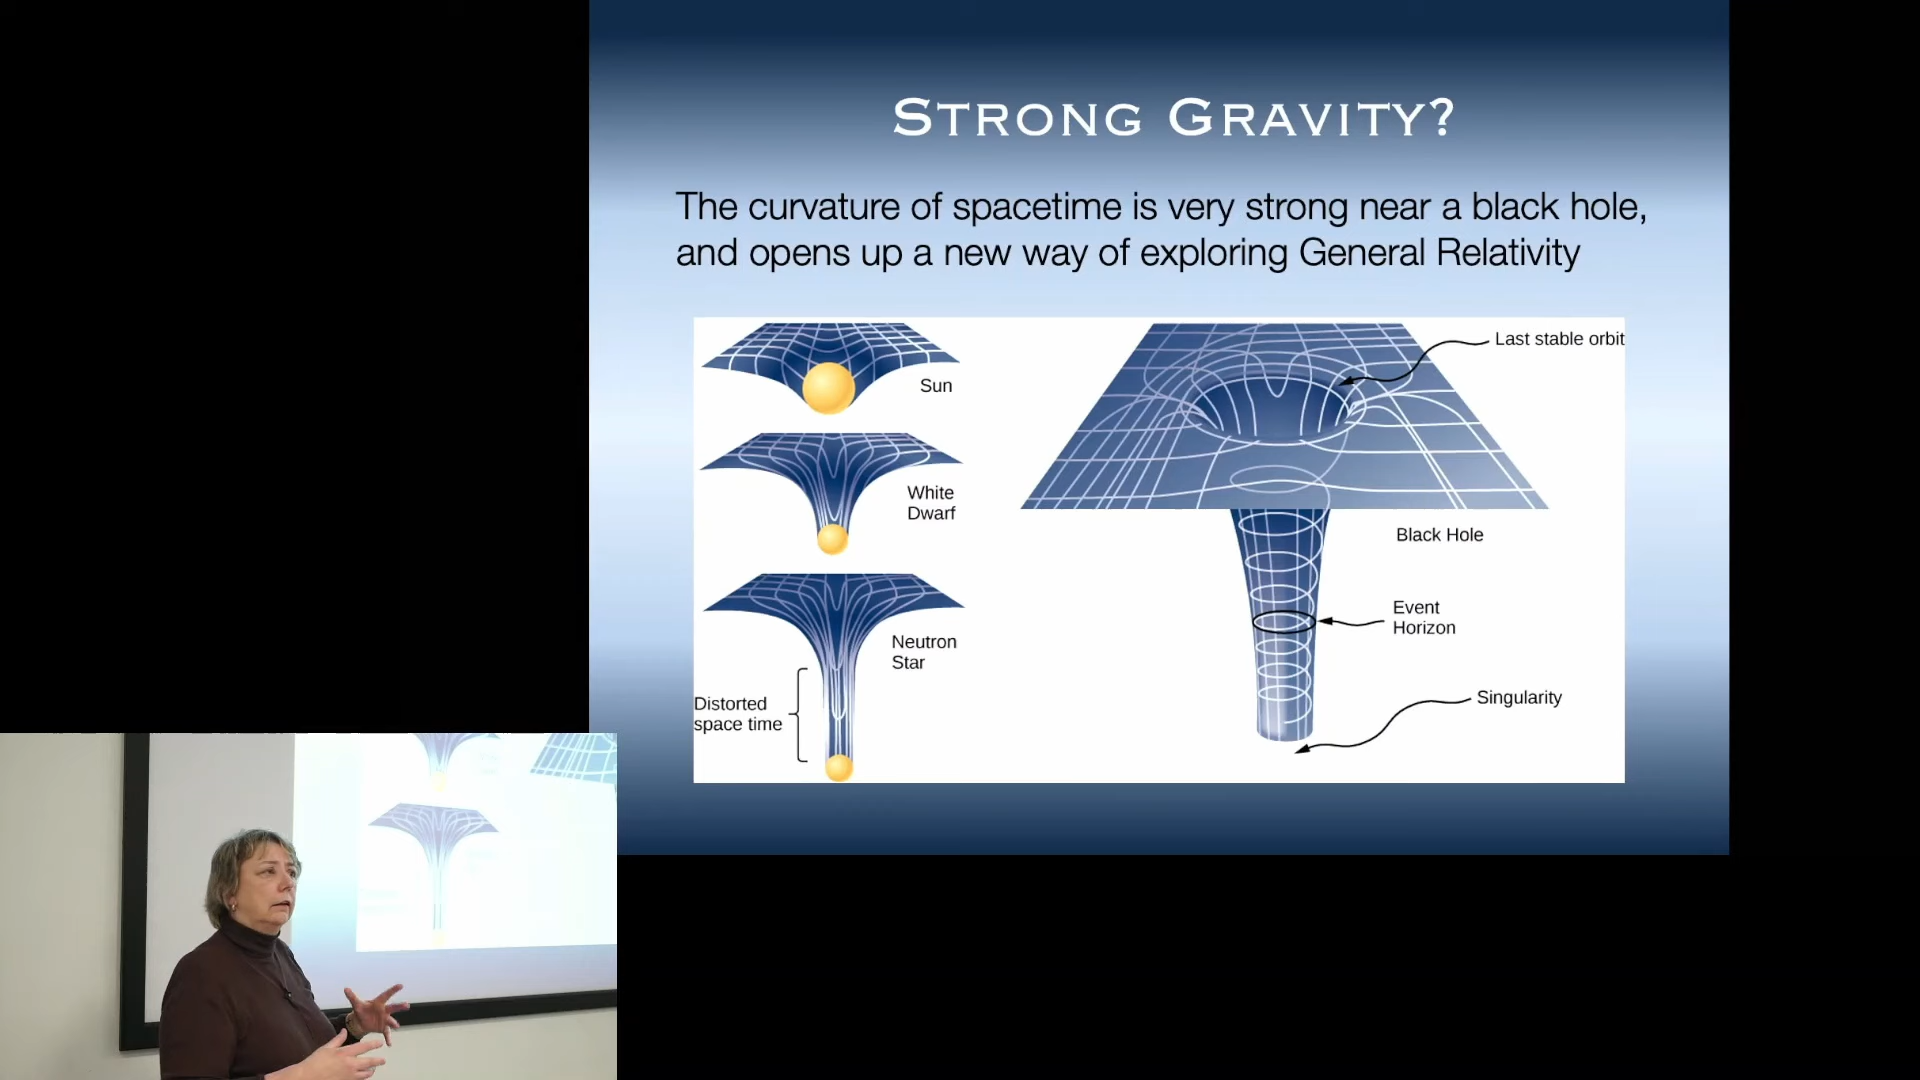 STRONG GRAVITY?
The curvature of spacetime is very strong near a black hole,
and opens up a new way of exploring General Relativity
Sun
White
Dwarf
Neutron
Star
Distorted
space time
Last stable orbit
Black Hole
Event
Horizon
Singularity